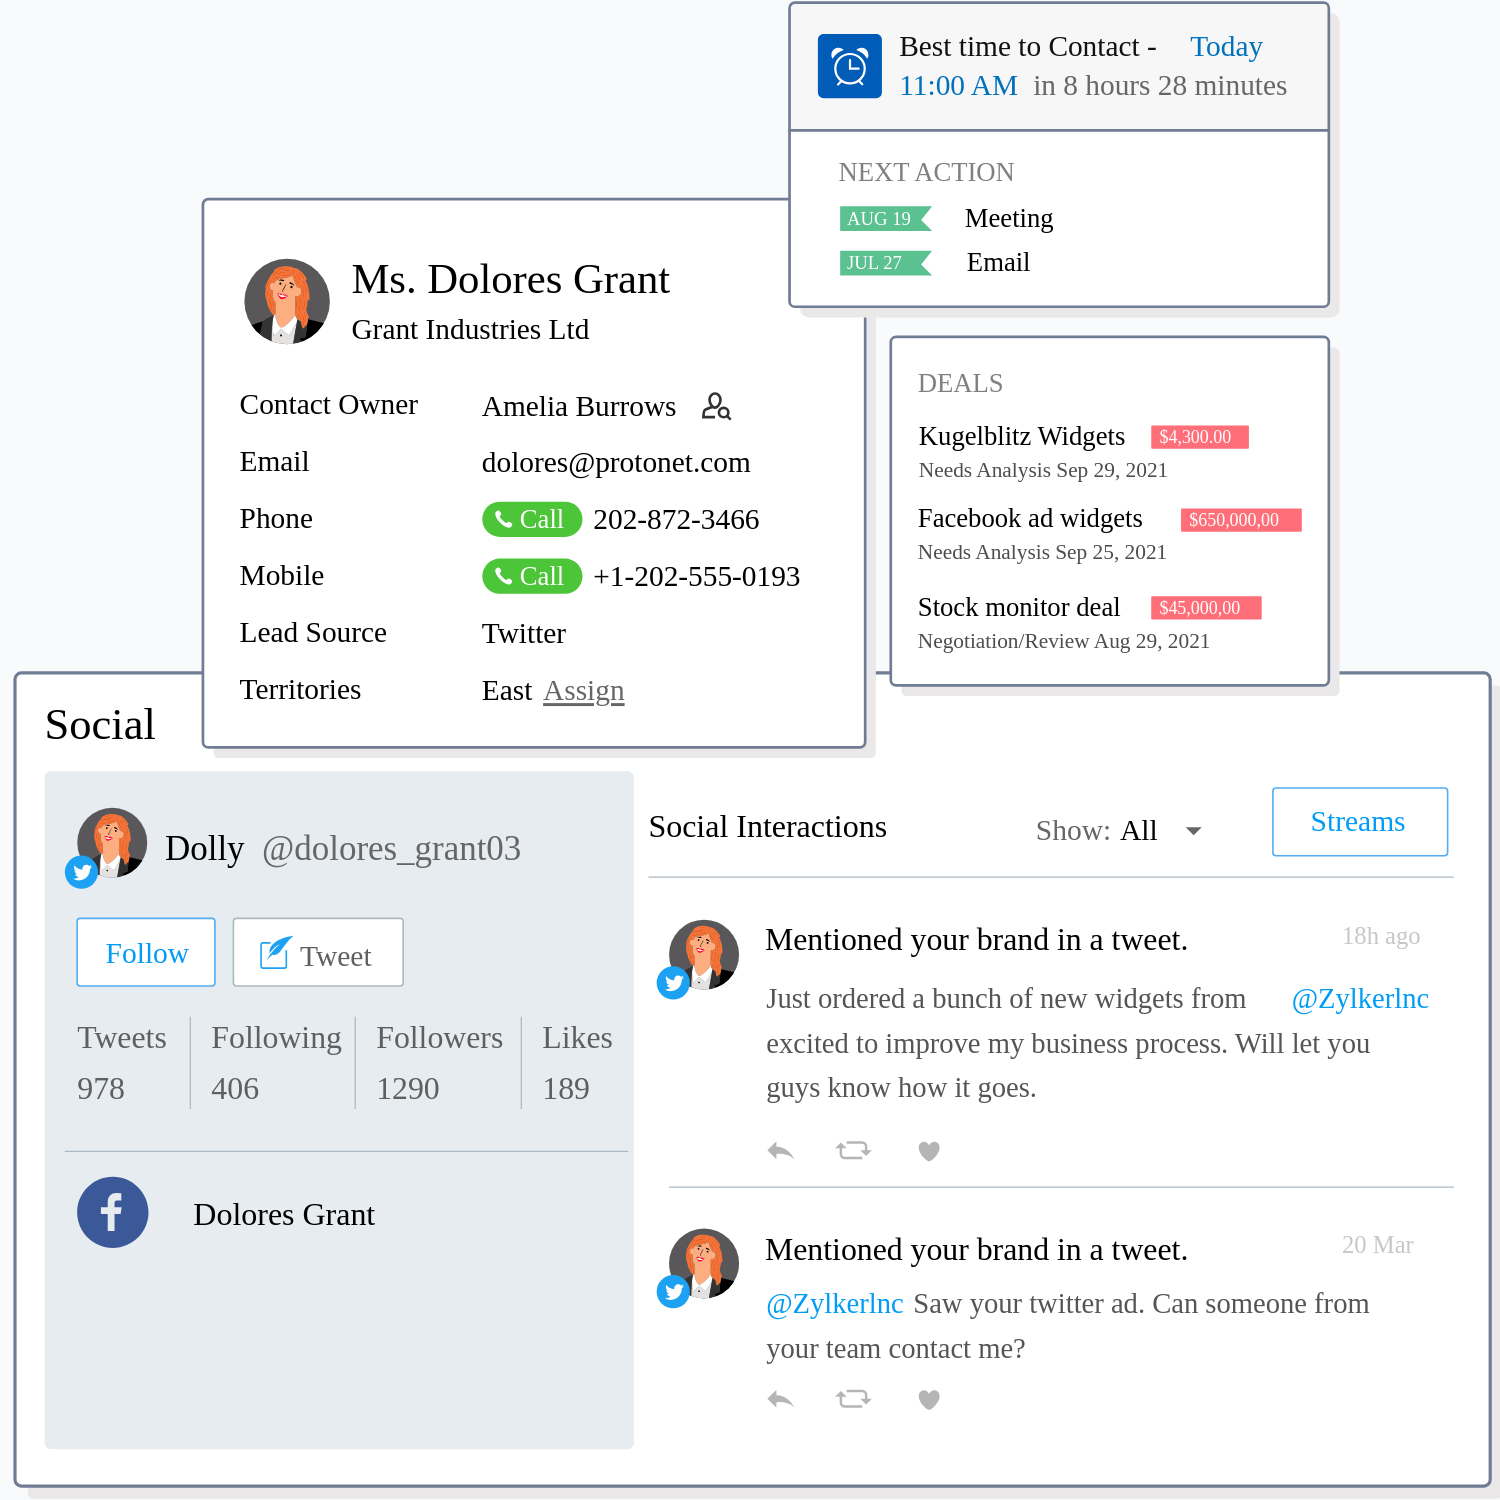 Best time to Contact - Today
11:00 AM in 8 hours 28 minutes
NEXT ACTION
AUG 19 Meeting
JUL 27 Email
Ms. Dolores Grant
Grant Industries Ltd
Contact Owner Amelia Burrows
Email dolores@protonet.com
Phone Call 202-872-3466
Mobile Call +1-202-555-0193
Lead Source Twitter
Territories East Assign
DEALS
Kugelblitz Widgets $4,300.00
Needs Analysis Sep 29, 2021
Facebook ad widgets $650,000,00
Needs Analysis Sep 25, 2021
Stock monitor deal $45,000,00
Negotiation/Review Aug 29, 2021
Social
Dolly @dolores_grant03
Follow Tweet
Tweets Following Followers Likes
978 406 1290 189
f Dolores Grant
Social Interactions Show: All Streams
Mentioned your brand in a tweet. 18h ago
Just ordered a bunch of new widgets from @Zylkerlnc
excited to improve my business process. Will let you
guys know how it goes.
Mentioned your brand in a tweet. 20 Mar
@Zylkerlnc Saw your twitter ad. Can someone from
your team contact me?